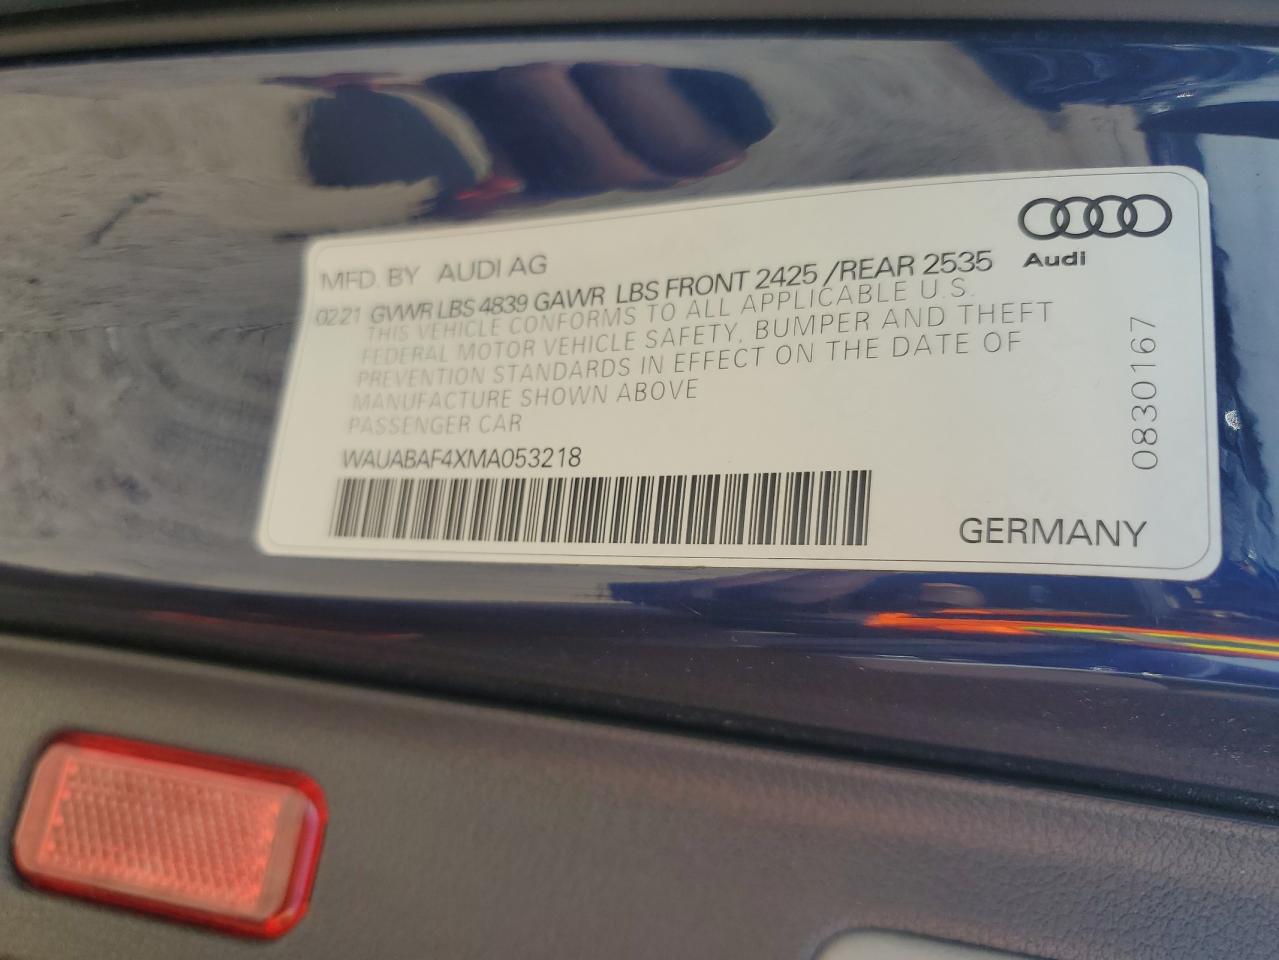 MFD. BY AUDI AG
0221 GVWR LBS 4839 GAWR LBS FRONT 2425 /REAR 2535
THIS VEHICLE CONFORMS TO ALL APPLICABLE U.S.
FEDERAL MOTOR VEHICLE SAFETY, BUMPER AND THEFT
PREVENTION STANDARDS IN EFFECT ON THE DATE OF
MANUFACTURE SHOWN ABOVE
PASSENGER CAR
WAUABAF4XMA053218
Audi
0830167
GERMANY